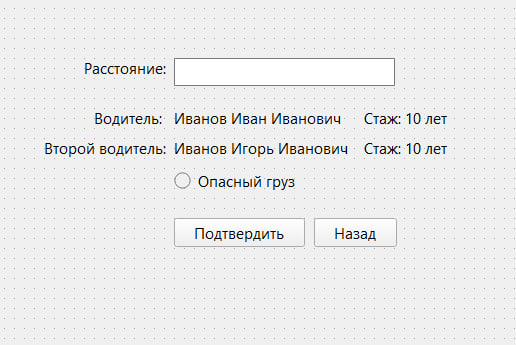 Расстояние:
Водитель: Иванов Иван Иванович Стаж: 10 лет
Второй водитель: Иванов Игорь Иванович Стаж: 10 лет
Опасный груз
Подтвердить Назад